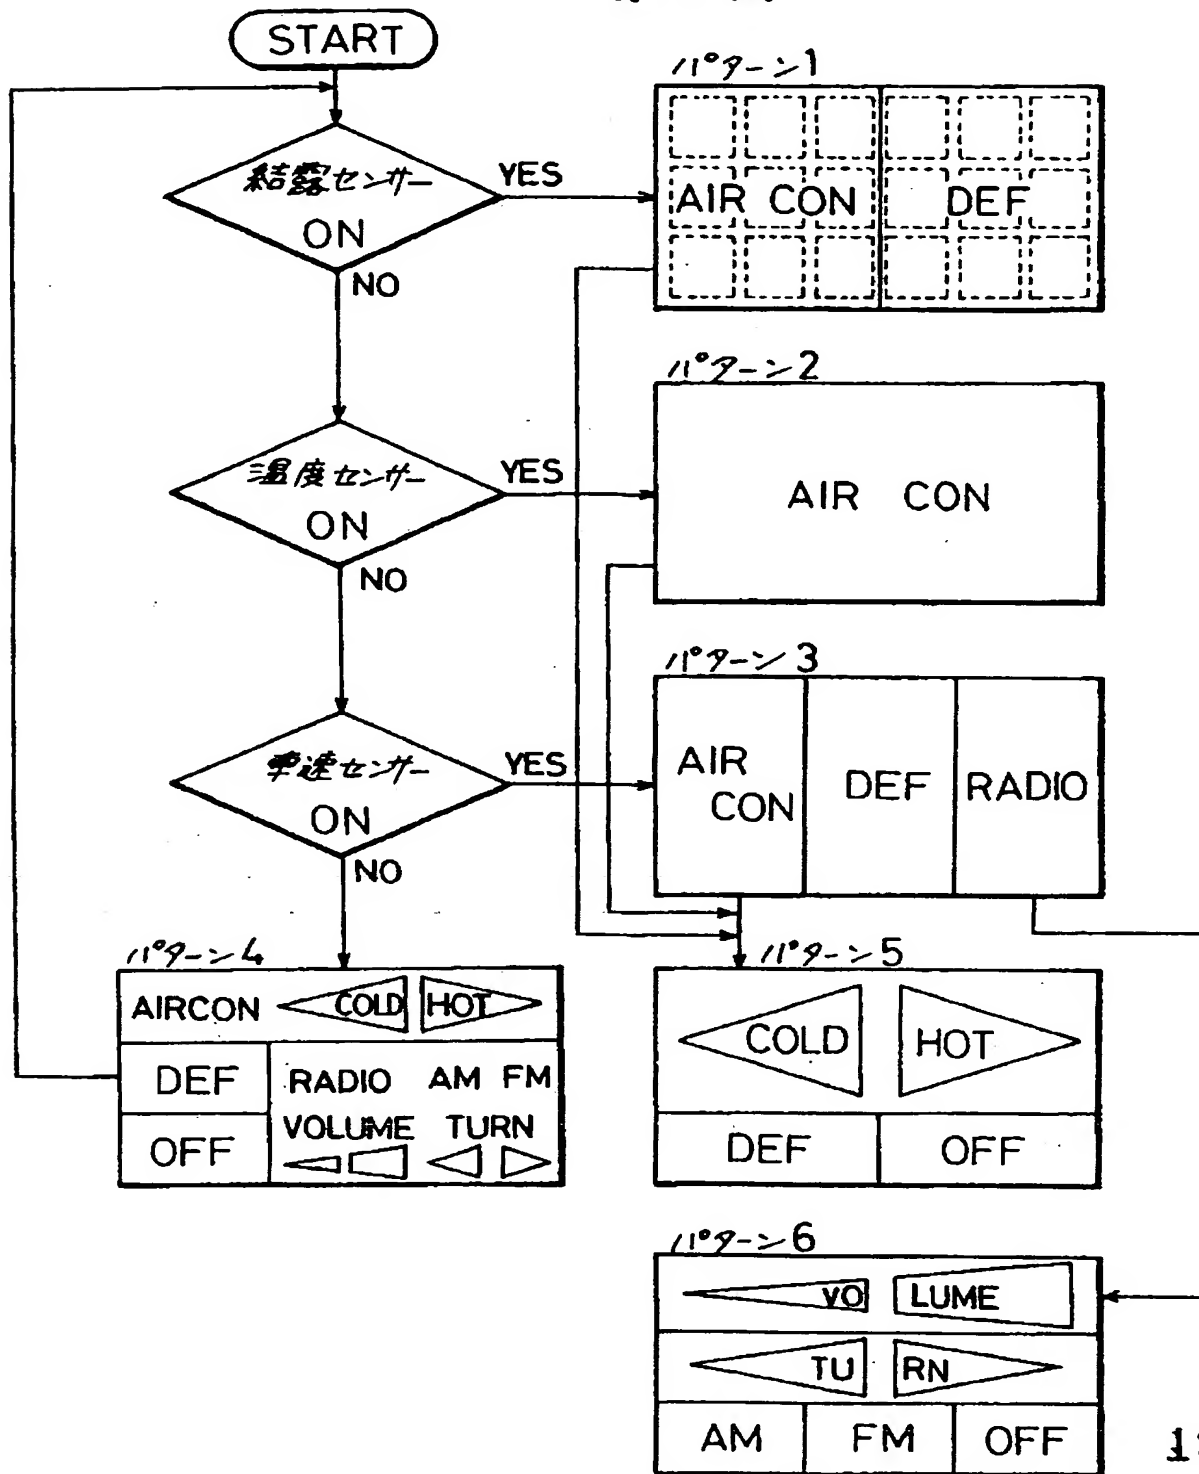 START
結露センサー
ON
YES
NO
パターン1
AIR CON
DEF
温度センサー
ON
YES
NO
パターン2
AIR CON
車速センサー
ON
YES
NO
パターン3
AIR
CON
DEF
RADIO
パターン4
AIRCON COLD HOT
DEF
OFF
RADIO AM FM
VOLUME TURN
パターン5
COLD HOT
DEF OFF
パターン6
VO LUME
TU RN
AM FM OFF